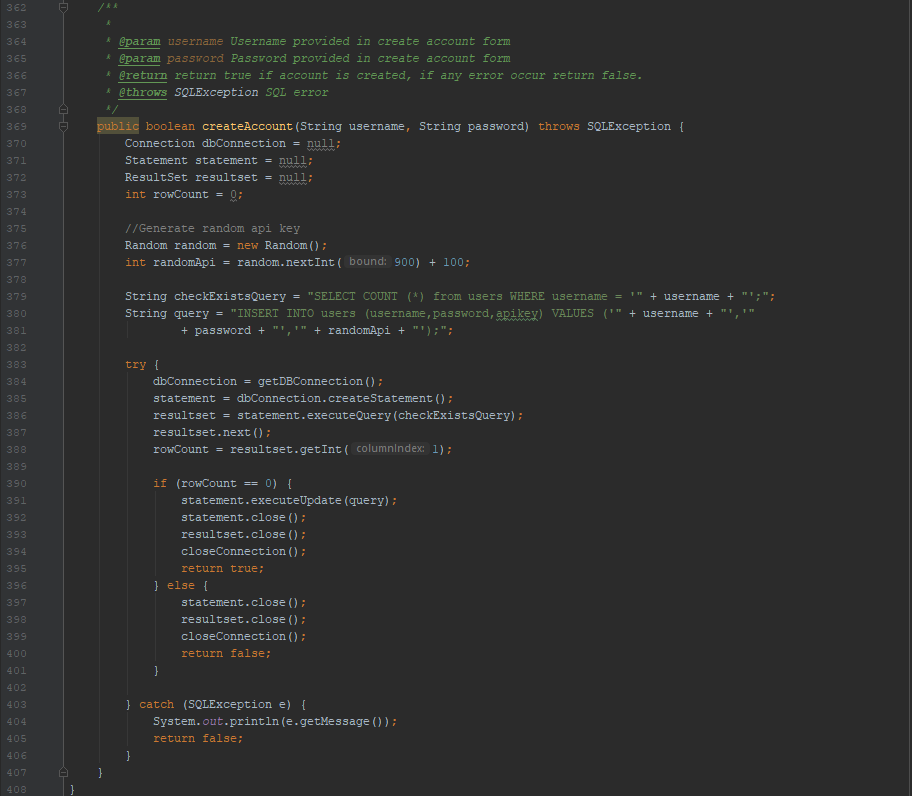 362 /**
363 *
364 * @param username Username provided in create account form
365 * @param password Password provided in create account form
366 * @return return true if account is created, if any error occur return false.
367 * @throws SQLException SQL error
368 */
369 public boolean createAccount(String username, String password) throws SQLException {
370 Connection dbConnection = null;
371 Statement statement = null;
372 ResultSet resultset = null;
373 int rowCount = 0;
374
375 //Generate random api key
376 Random random = new Random();
377 int randomApi = random.nextInt( bound: 900) + 100;
378
379 String checkExistsQuery = "SELECT COUNT (*) from users WHERE username = '" + username + "';";
380 String query = "INSERT INTO users (username,password,apikey) VALUES ('" + username + "','"
381 + password + "','" + randomApi + "');";
382
383 try {
384 dbConnection = getDBConnection();
385 statement = dbConnection.createStatement();
386 resultset = statement.executeQuery(checkExistsQuery);
387 resultset.next();
388 rowCount = resultset.getInt( columnIndex: 1);
389
390 if (rowCount == 0) {
391 statement.executeUpdate(query);
392 statement.close();
393 resultset.close();
394 closeConnection();
395 return true;
396 } else {
397 statement.close();
398 resultset.close();
399 closeConnection();
400 return false;
401 }
402
403 } catch (SQLException e) {
404 System.out.println(e.getMessage());
405 return false;
406 }
407 }
408 }